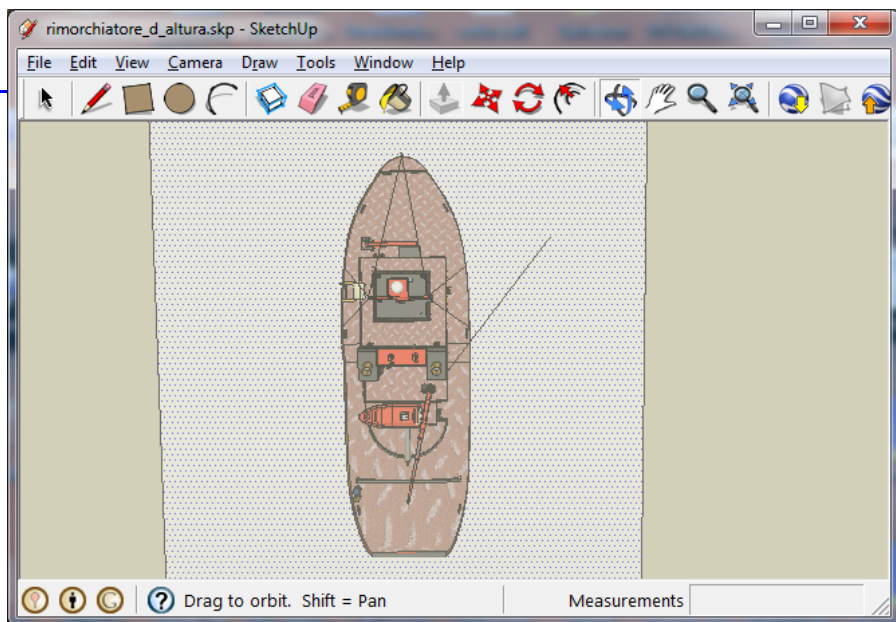 rimorchiatore_d_altura.skp - SketchUp
File Edit View Camera Draw Tools Window Help
Drag to orbit. Shift = Pan Measurements